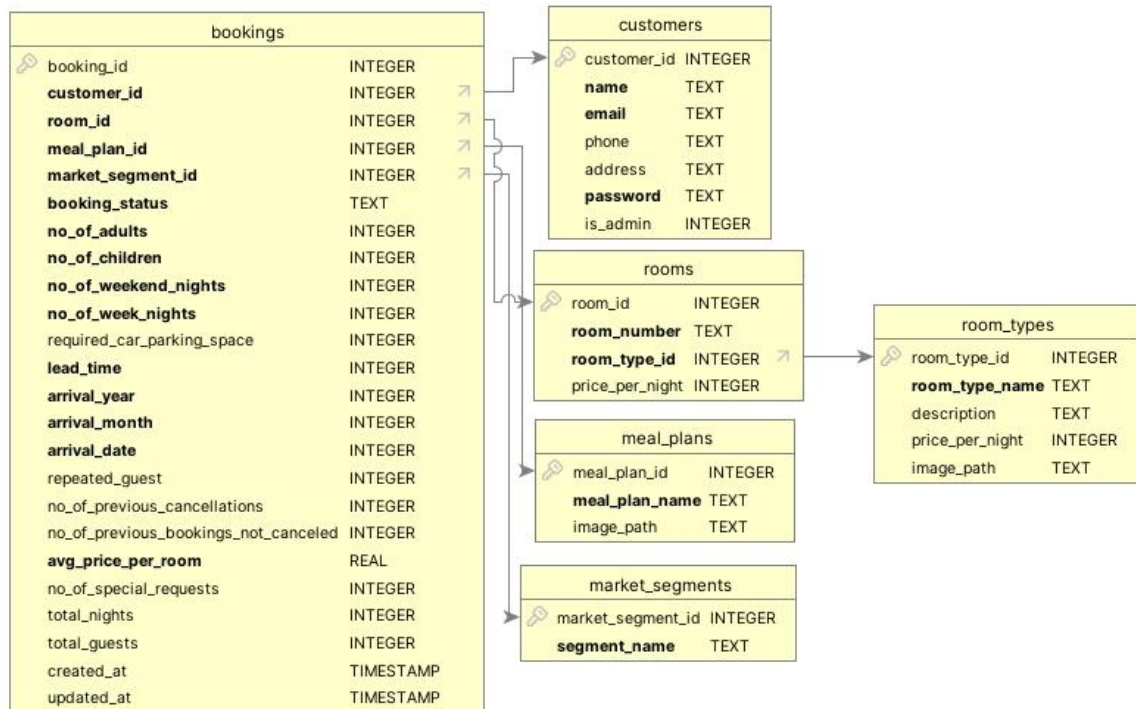 bookings
booking_id INTEGER
customer_id INTEGER
room_id INTEGER
meal_plan_id INTEGER
market_segment_id INTEGER
booking_status TEXT
no_of_adults INTEGER
no_of_children INTEGER
no_of_weekend_nights INTEGER
no_of_week_nights INTEGER
required_car_parking_space INTEGER
lead_time INTEGER
arrival_year INTEGER
arrival_month INTEGER
arrival_date INTEGER
repeated_guest INTEGER
no_of_previous_cancellations INTEGER
no_of_previous_bookings_not_canceled INTEGER
avg_price_per_room REAL
no_of_special_requests INTEGER
total_nights INTEGER
total_guests INTEGER
created_at TIMESTAMP
updated_at TIMESTAMP
customers
customer_id INTEGER
name TEXT
email TEXT
phone TEXT
address TEXT
password TEXT
is_admin INTEGER
rooms
room_id INTEGER
room_number TEXT
room_type_id INTEGER
price_per_night INTEGER
room_types
room_type_id INTEGER
room_type_name TEXT
description TEXT
price_per_night INTEGER
image_path TEXT
meal_plans
meal_plan_id INTEGER
meal_plan_name TEXT
image_path TEXT
market_segments
market_segment_id INTEGER
segment_name TEXT